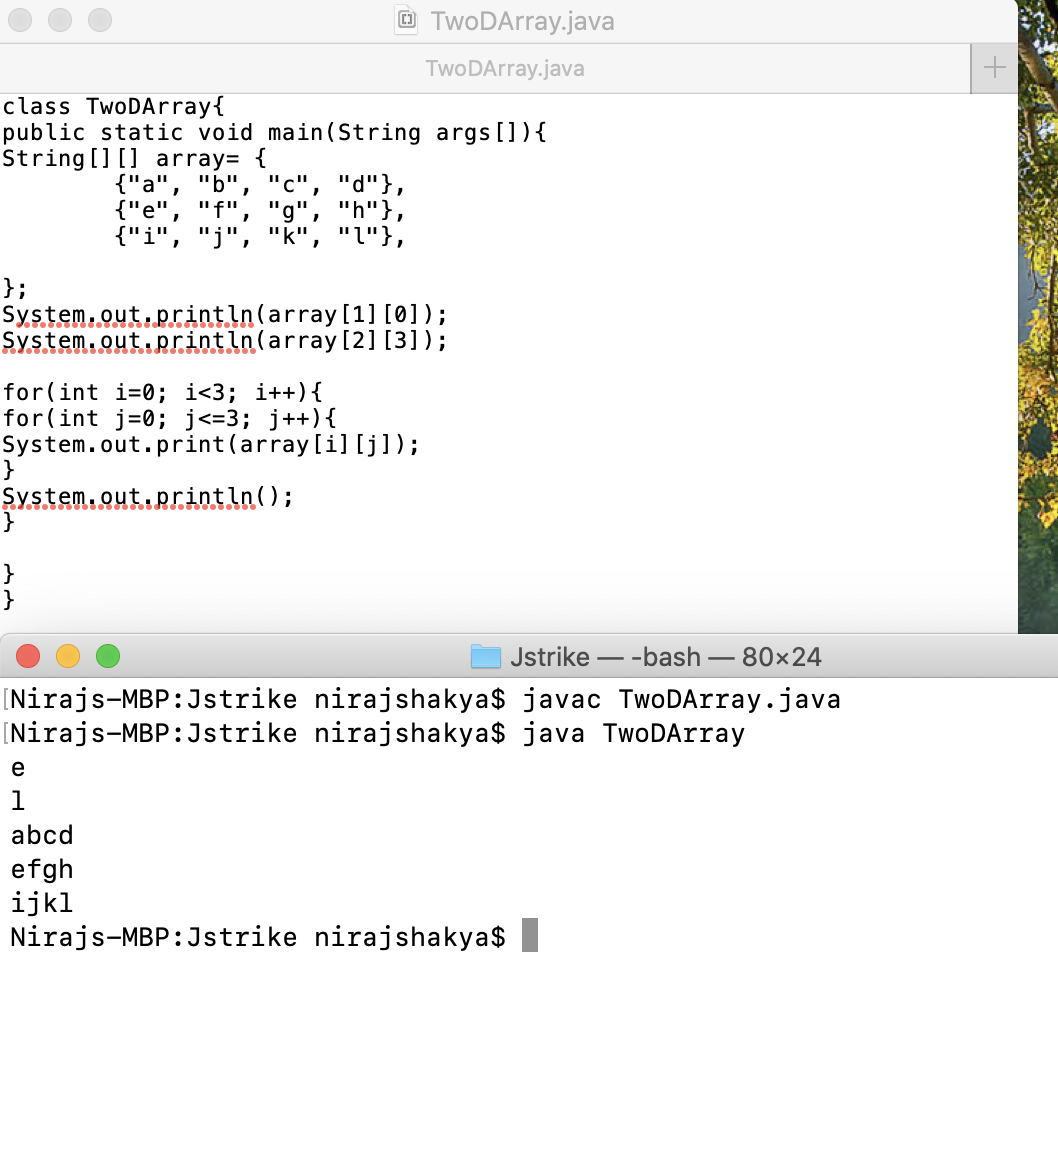 TwoDArray.java
TwoDArray.java
class TwoDArray{
public static void main(String args[]){
String[][] array= {
        {"a", "b", "c", "d"},
        {"e", "f", "g", "h"},
        {"i", "j", "k", "l"},
};
System.out.println(array[1][0]);
System.out.println(array[2][3]);
for(int i=0; i<3; i++){
for(int j=0; j<=3; j++){
System.out.print(array[i][j]);
}
System.out.println();
}
}
}
Jstrike — -bash — 80×24
[Nirajs-MBP:Jstrike nirajshakya$ javac TwoDArray.java
[Nirajs-MBP:Jstrike nirajshakya$ java TwoDArray
e
l
abcd
efgh
ijkl
Nirajs-MBP:Jstrike nirajshakya$